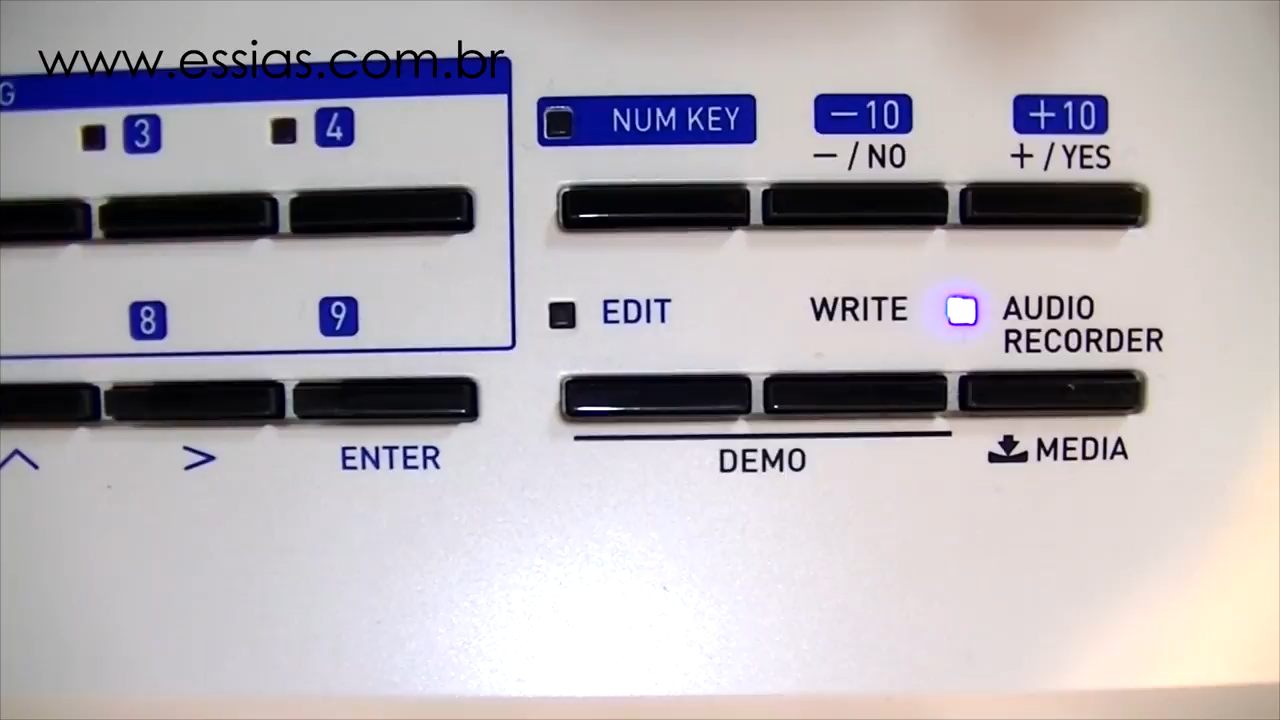 www.essias.com.br
G
3
4
NUM KEY
−10
+10
− / NO
+ / YES
8
9
EDIT
WRITE
AUDIO
RECORDER
>
ENTER
DEMO
MEDIA